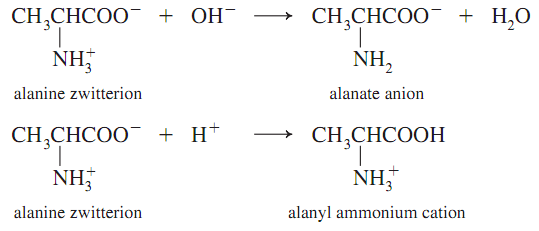 CH₃CHCOO⁻ + OH⁻ ⟶ CH₃CHCOO⁻ + H₂O
NH₃⁺ NH₂
alanine zwitterion alanate anion
CH₃CHCOO⁻ + H⁺ ⟶ CH₃CHCOOH
NH₃⁺ NH₃⁺
alanine zwitterion alanyl ammonium cation